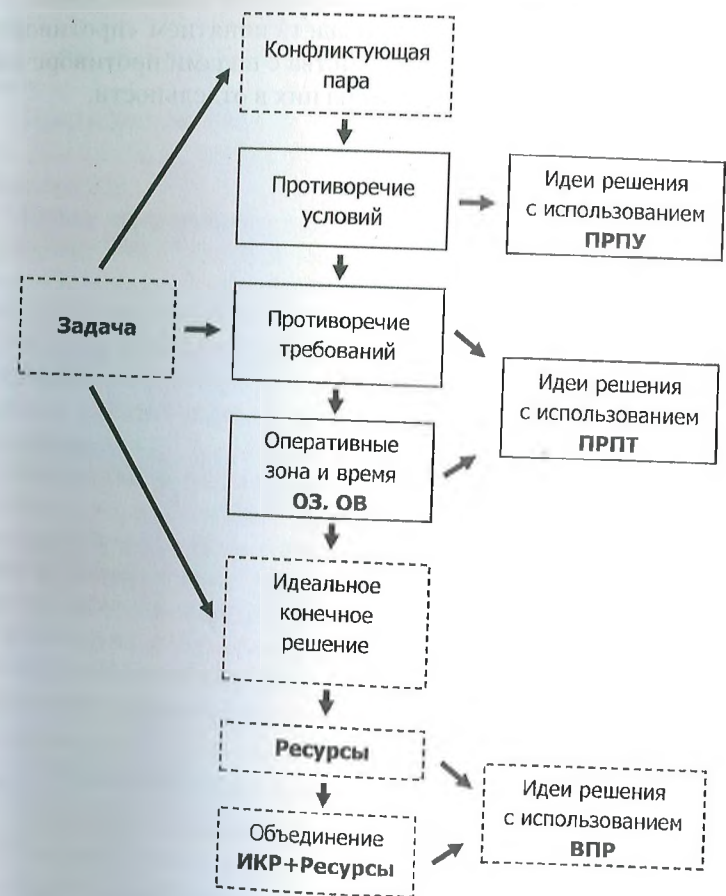 Конфликтующая
пара
Противоречие
условий
Идеи решения
с использованием
ПРПУ
Задача
Противоречие
требований
Идеи решения
с использованием
ПРПТ
Оперативные
зона и время
ОЗ. ОВ
Идеальное
конечное
решение
Ресурсы
Идеи решения
с использованием
ВПР
Объединение
ИКР+Ресурсы